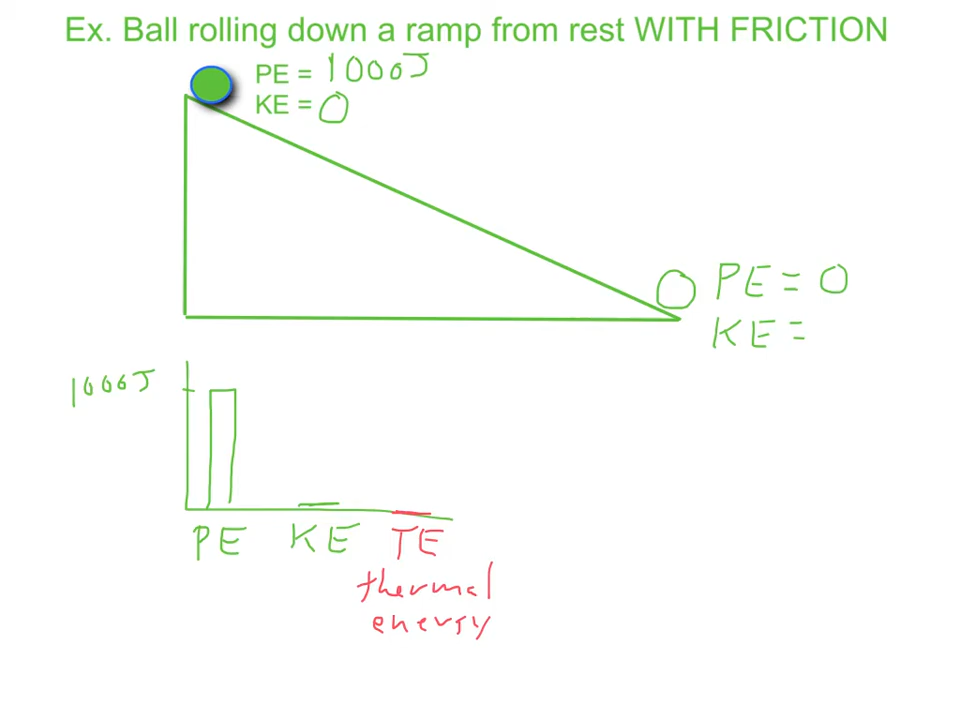 Ex. Ball rolling down a ramp from rest WITH FRICTION
PE = 1000J
KE = 0
PE = 0
KE =
1000J
PE KE TE
thermal
energy